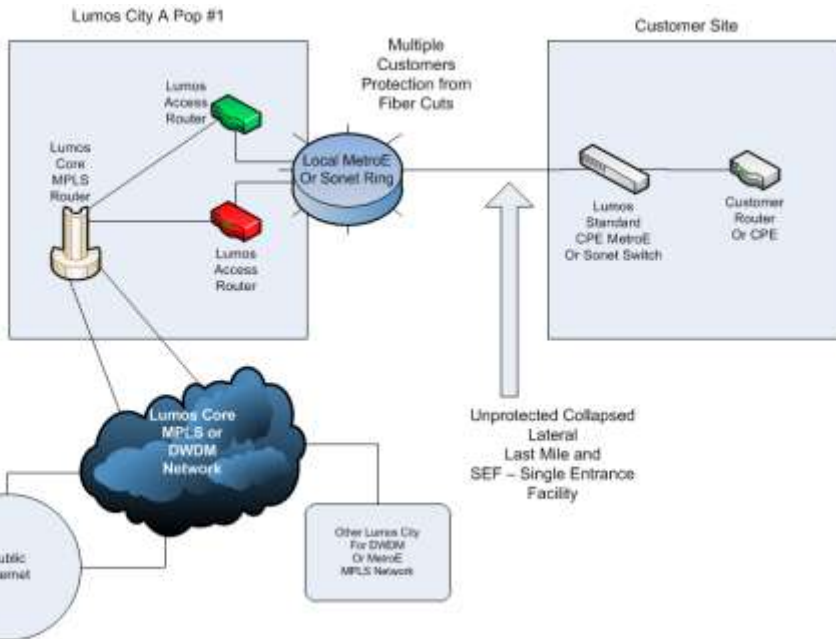 Lumos City A Pop #1
Customer Site
Multiple
Customers
Protection from
Fiber Cuts
Lumos
Access
Router
Lumos
Core
MPLS
Router
Local MetroE
Or Sonet Ring
Lumos
Access
Router
Lumos
Standard
CPE MetroE
Or Sonet Switch
Customer
Router
Or CPE
Lumos Core
MPLS or
DWDM
Network
Unprotected Collapsed
Lateral
Last Mile and
SEF – Single Entrance
Facility
Other Lumos City
For DWDM
Or MetroE
MPLS Network
ublic
ernet